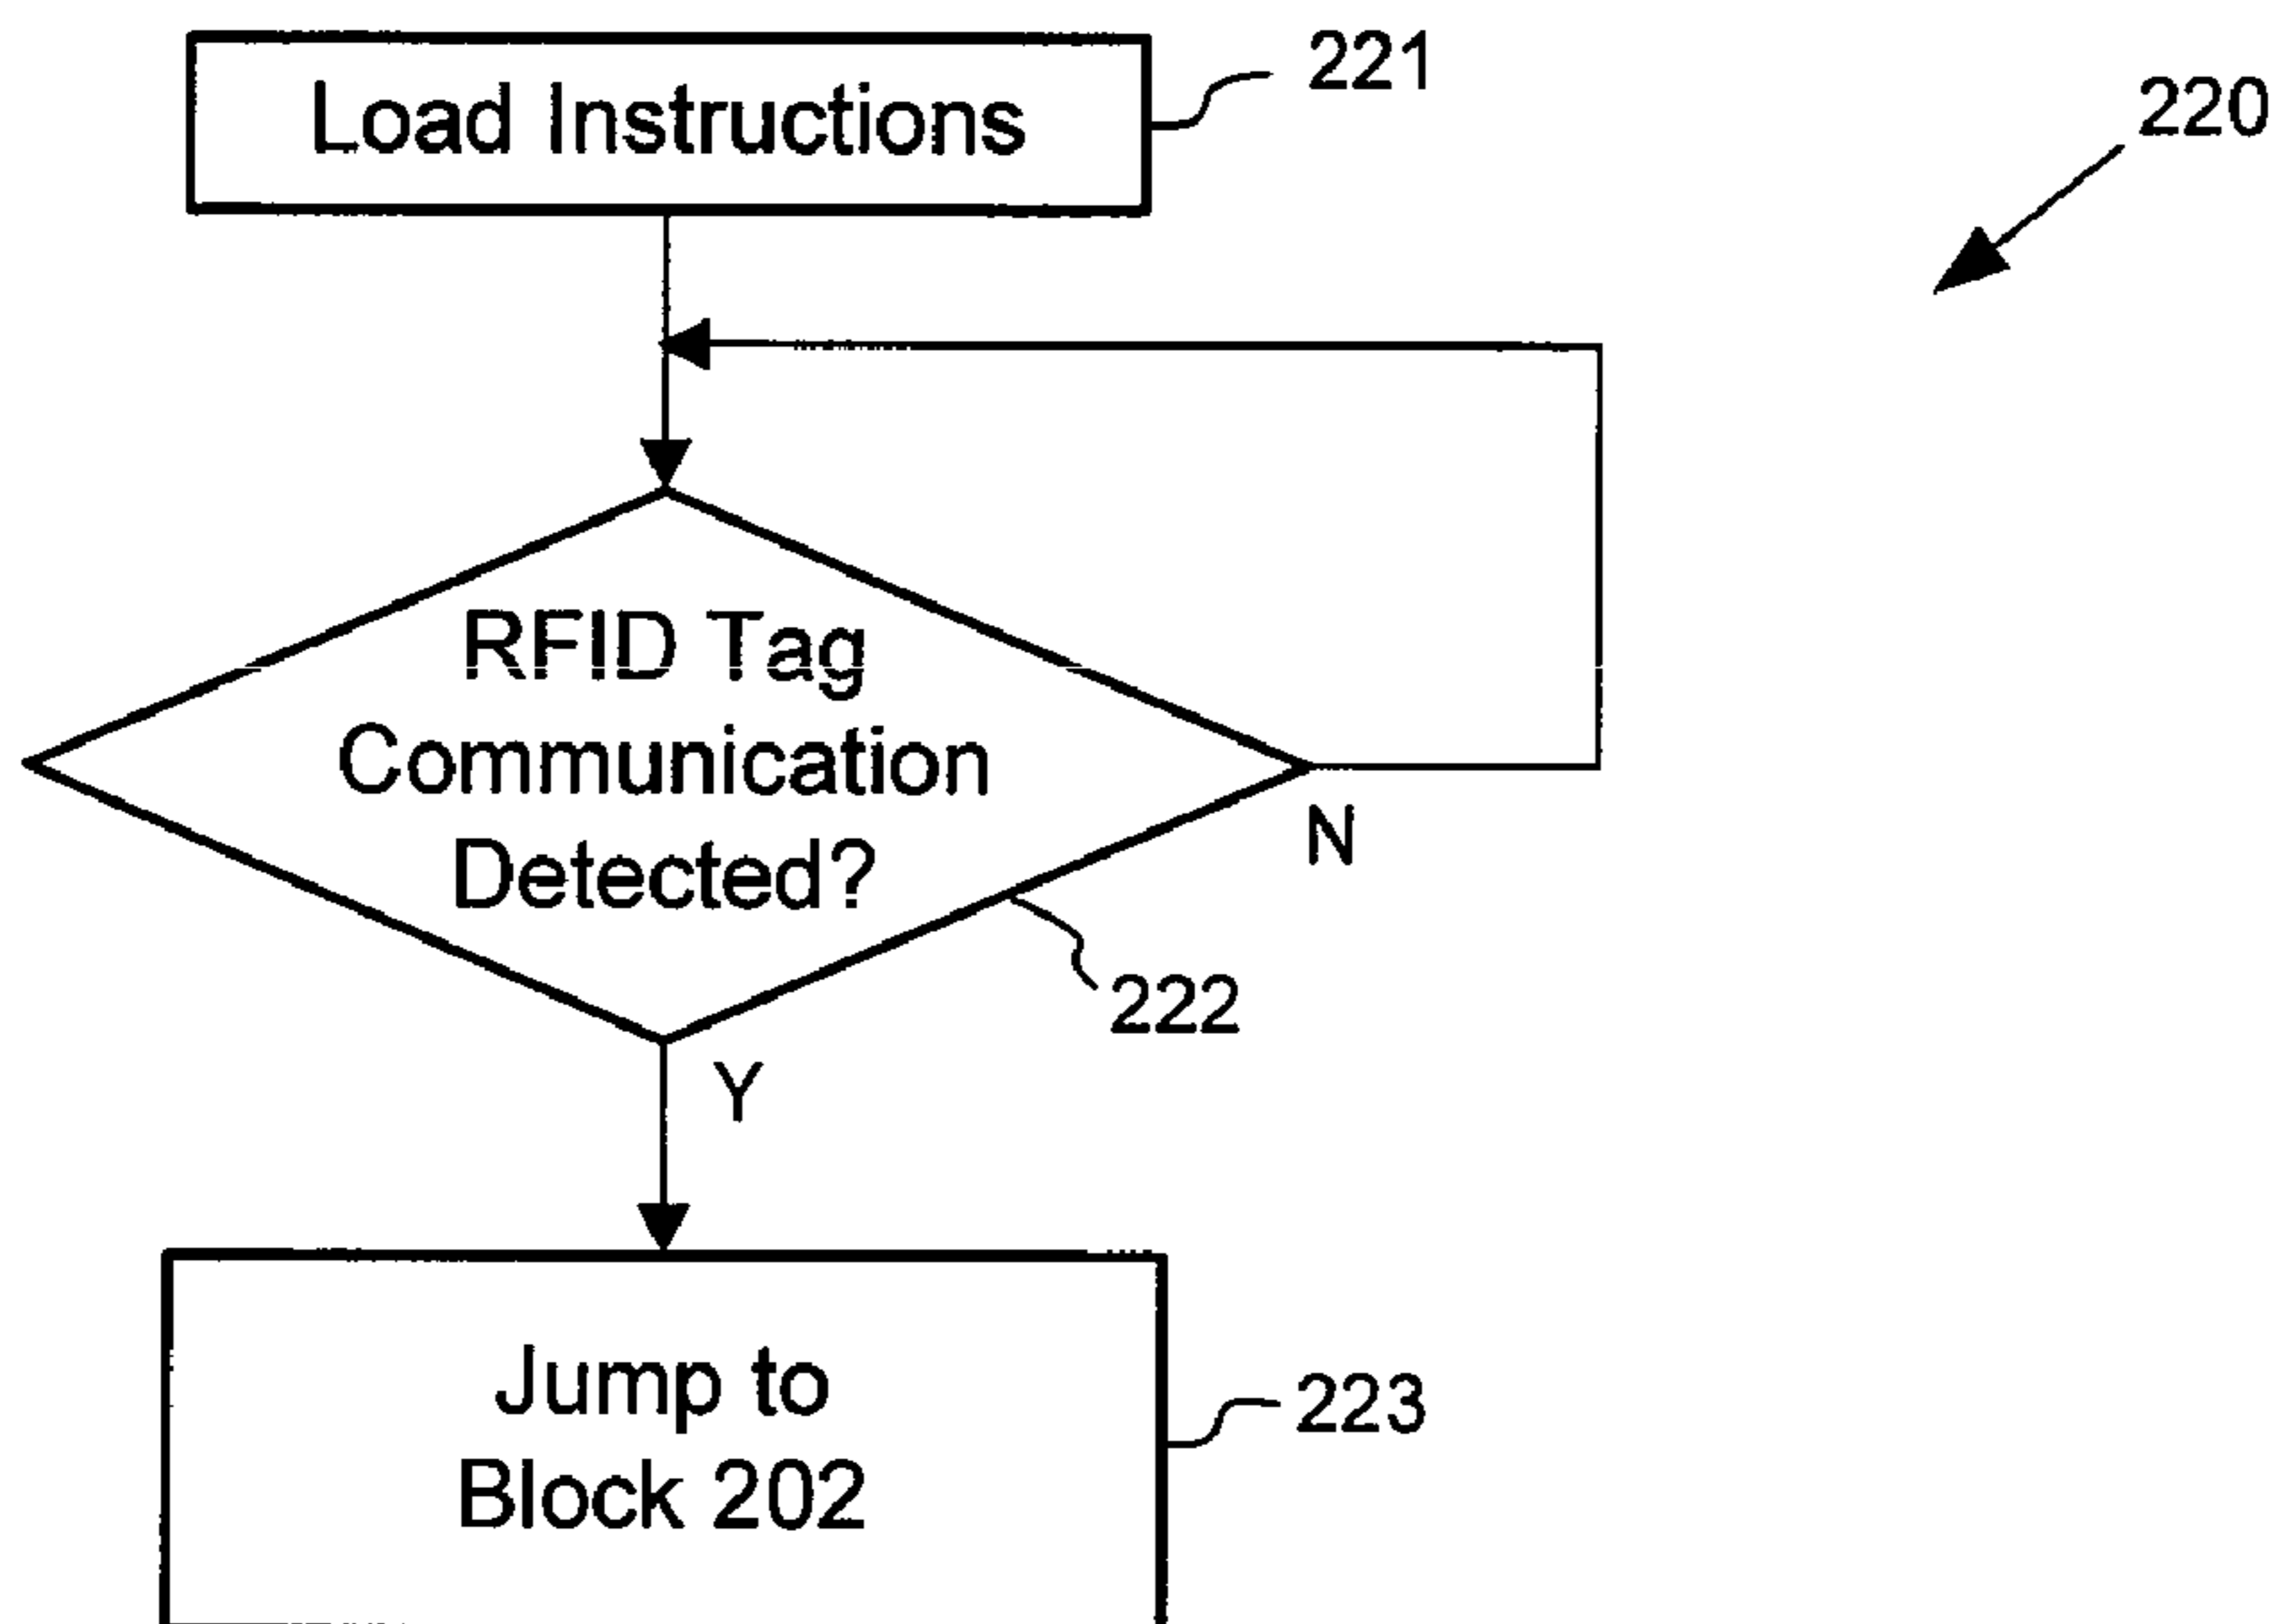 Load Instructions
221
220
RFID Tag
Communication
Detected?
N
222
Y
Jump to
Block 202
223